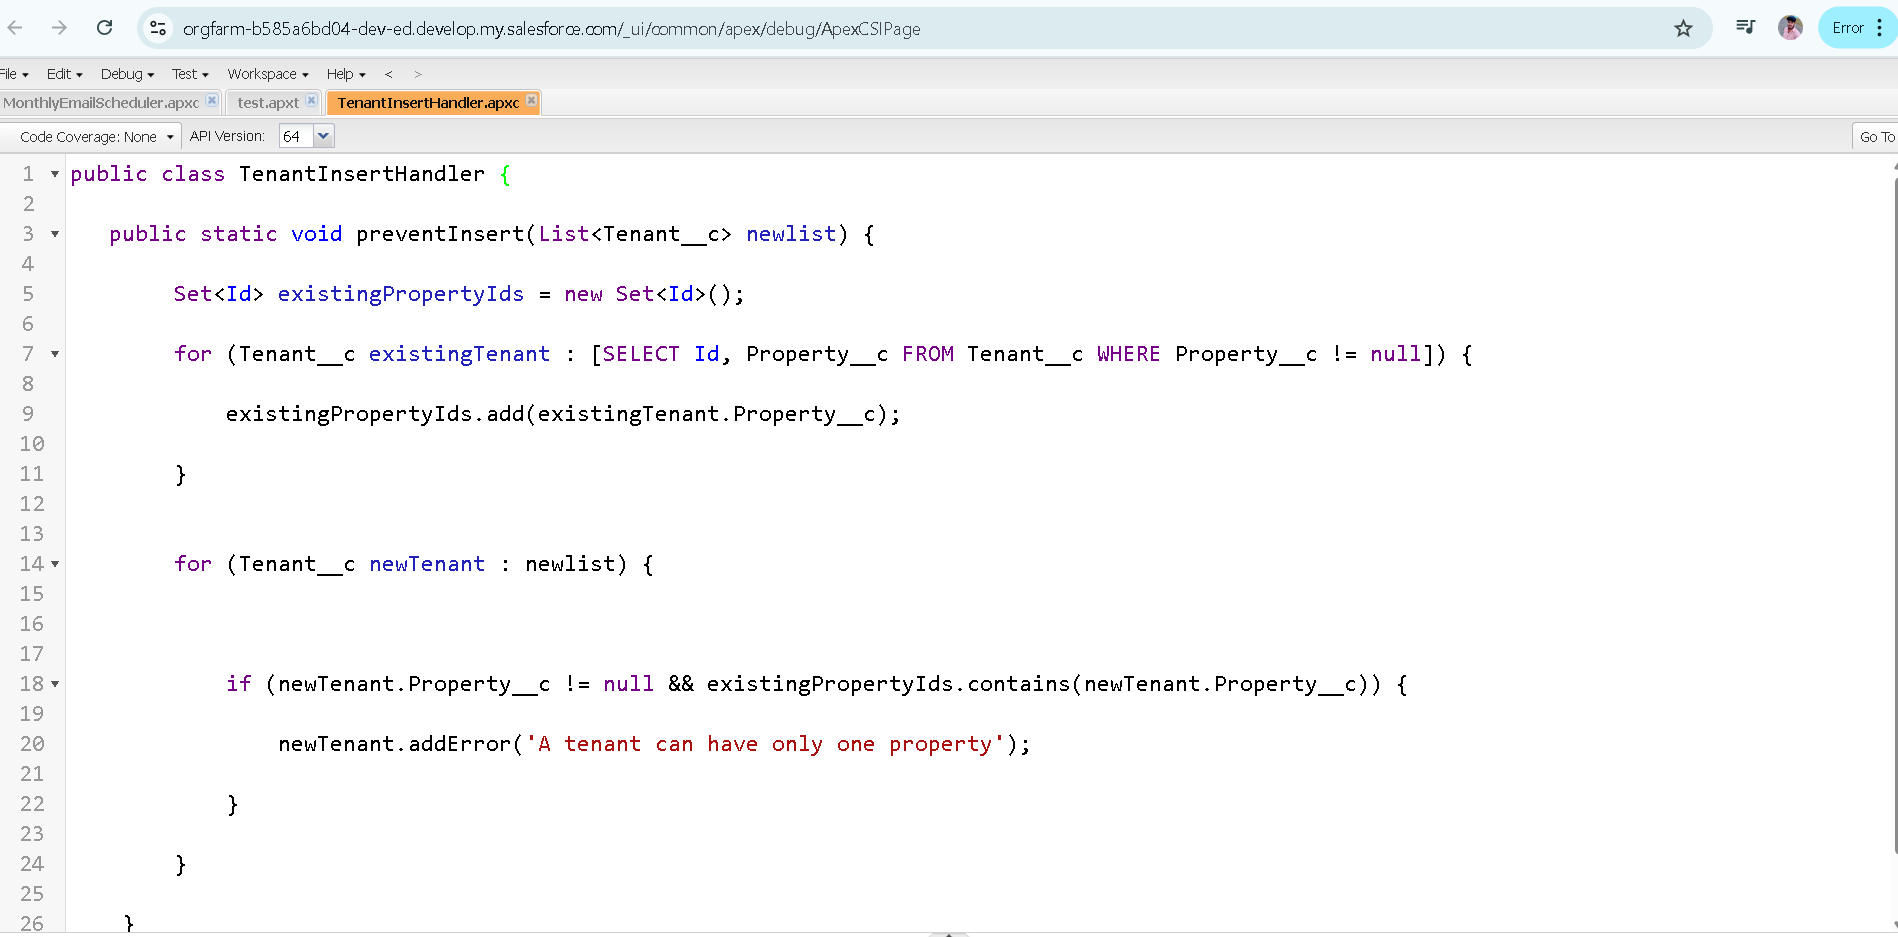 orgfarm-b585a6bd04-dev-ed.develop.my.salesforce.com/_ui/common/apex/debug/ApexCSIPage
Error
File Edit Debug Test Workspace Help < >
MonthlyEmailScheduler.apxc test.apxt TenantInsertHandler.apxc
Code Coverage: None API Version: 64 Go To
1 public class TenantInsertHandler {
2
3 public static void preventInsert(List<Tenant__c> newlist) {
4
5 Set<Id> existingPropertyIds = new Set<Id>();
6
7 for (Tenant__c existingTenant : [SELECT Id, Property__c FROM Tenant__c WHERE Property__c != null]) {
8
9 existingPropertyIds.add(existingTenant.Property__c);
10
11 }
12
13
14 for (Tenant__c newTenant : newlist) {
15
16
17
18 if (newTenant.Property__c != null && existingPropertyIds.contains(newTenant.Property__c)) {
19
20 newTenant.addError('A tenant can have only one property');
21
22 }
23
24 }
25
26 }